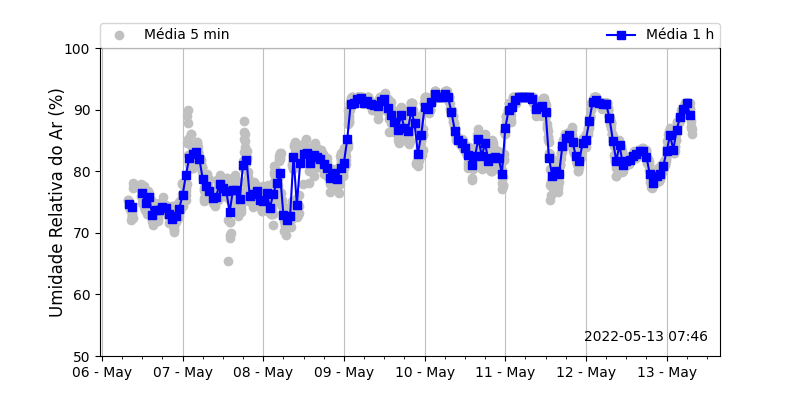 Média 5 min
Média 1 h
100
90
80
70
60
50
Umidade Relativa do Ar (%)
2022-05-13 07:46
06 - May
07 - May
08 - May
09 - May
10 - May
11 - May
12 - May
13 - May